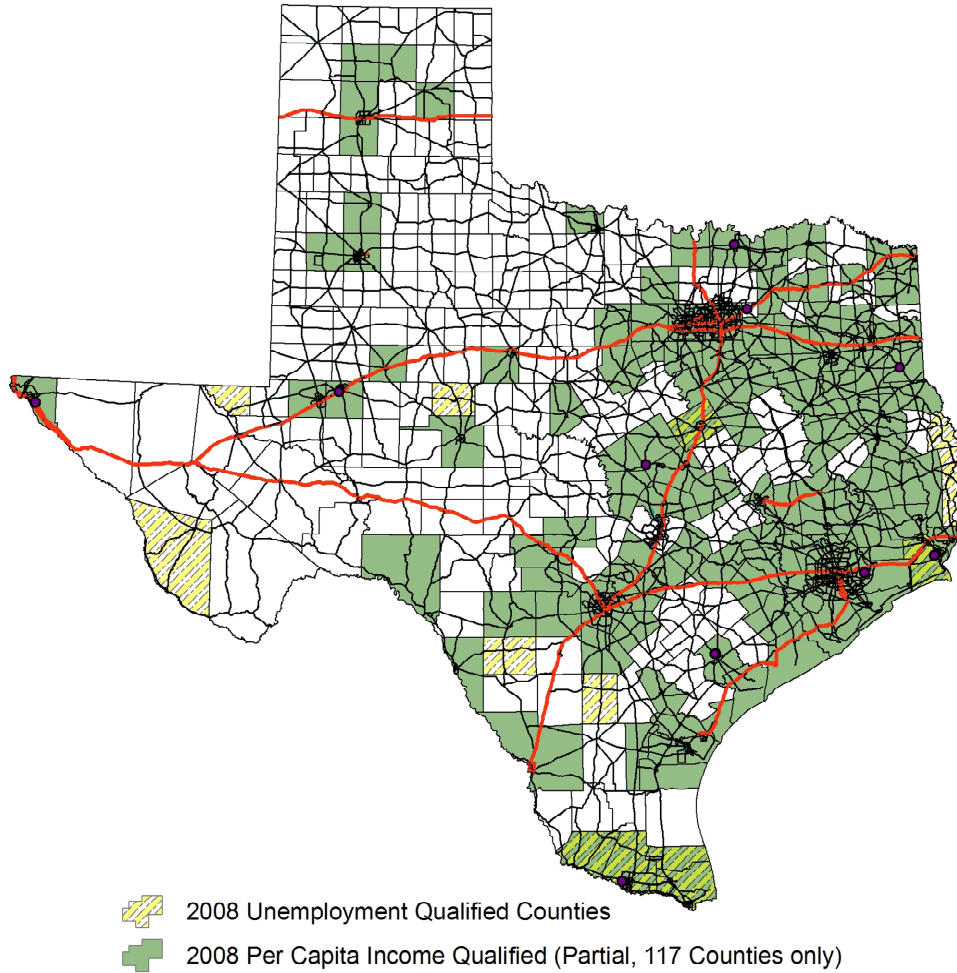 2008 Unemployment Qualified Counties
2008 Per Capita Income Qualified (Partial, 117 Counties only)